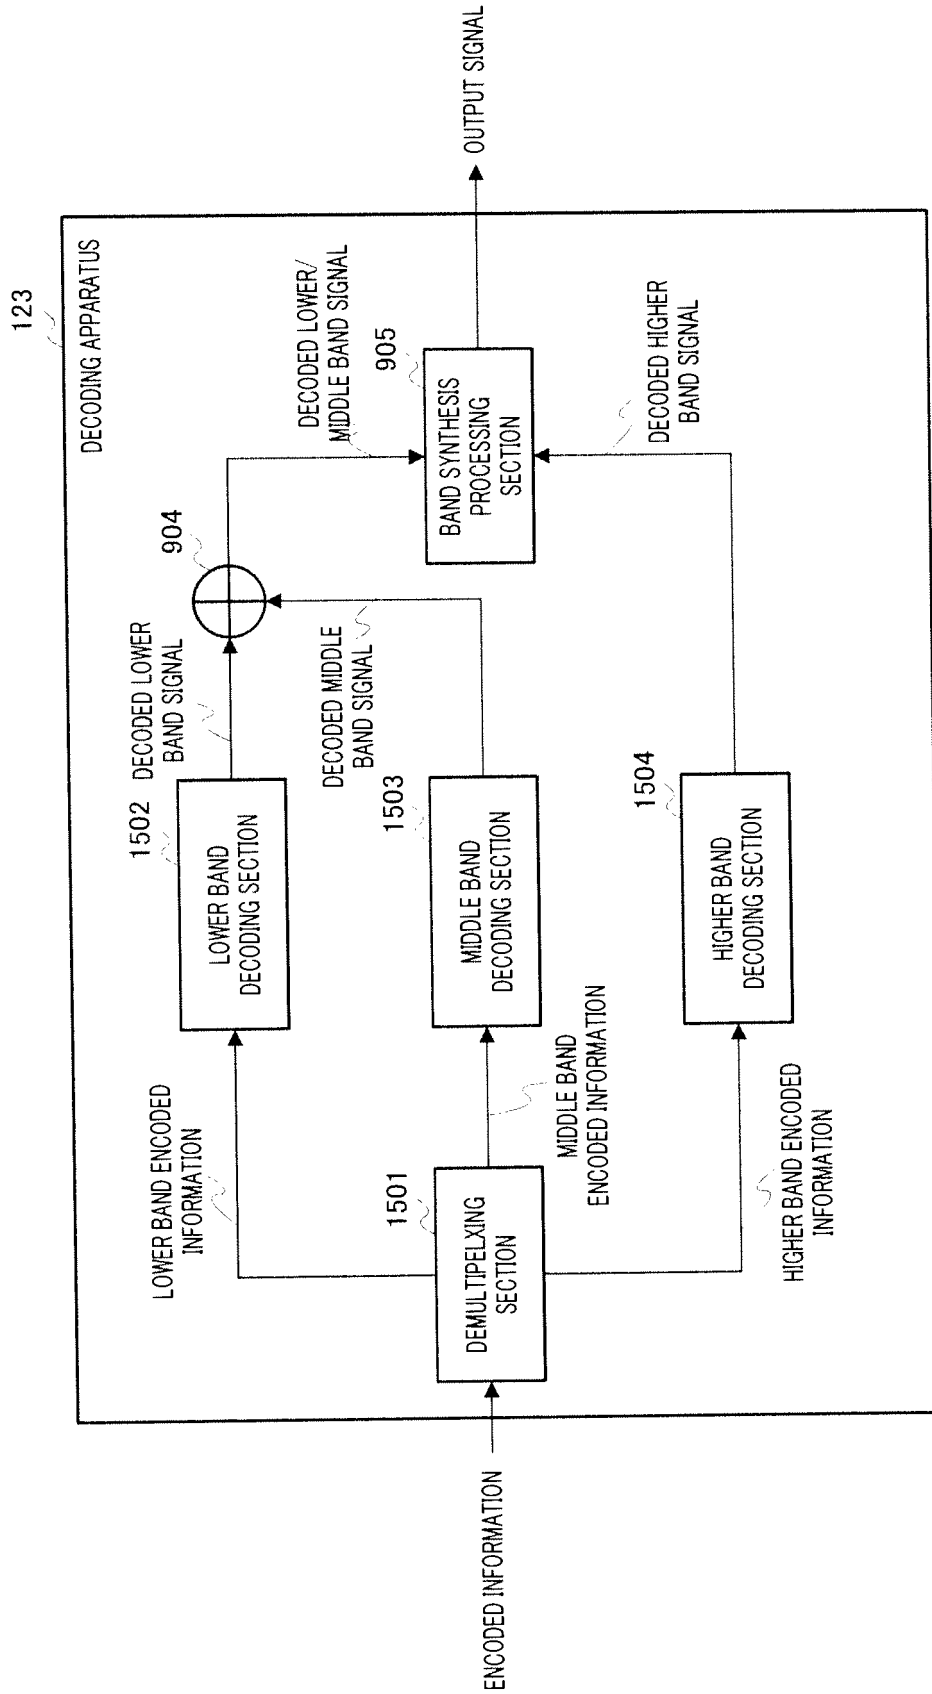 123
DECODING APPARATUS
ENCODED INFORMATION
1501
DEMULTIPELXING
SECTION
LOWER BAND ENCODED
INFORMATION
MIDDLE BAND
ENCODED INFORMATION
HIGHER BAND ENCODED
INFORMATION
1502
LOWER BAND
DECODING SECTION
1503
MIDDLE BAND
DECODING SECTION
1504
HIGHER BAND
DECODING SECTION
DECODED LOWER
BAND SIGNAL
DECODED MIDDLE
BAND SIGNAL
904
DECODED LOWER/
MIDDLE BAND SIGNAL
905
BAND SYNTHESIS
PROCESSING
SECTION
DECODED HIGHER
BAND SIGNAL
OUTPUT SIGNAL